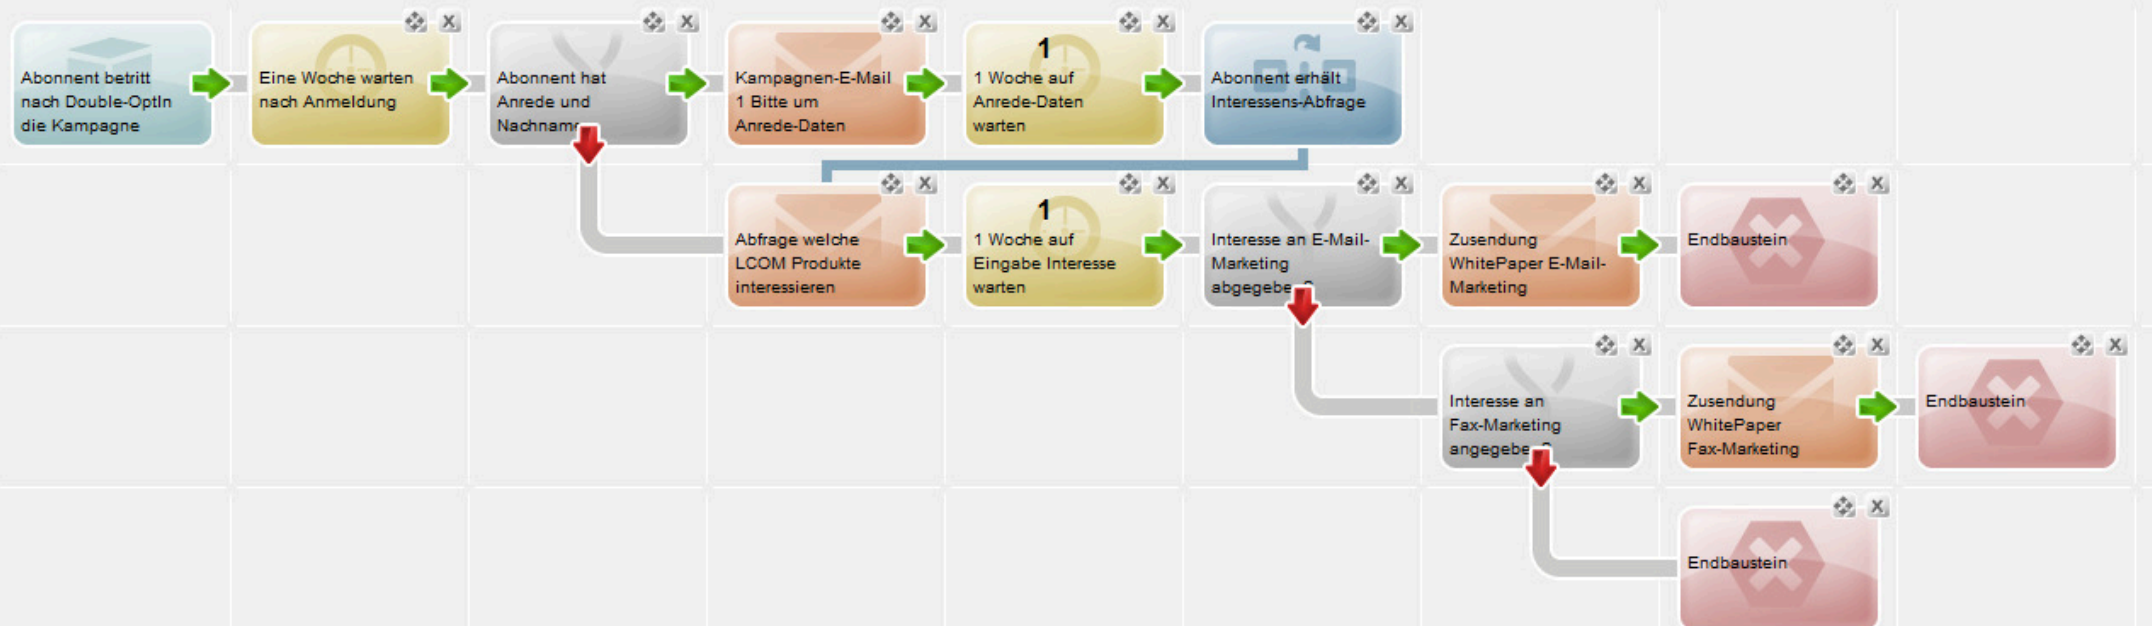 Abonnent betritt
nach Double-OptIn
die Kampagne
Eine Woche warten
nach Anmeldung
Abonnent hat
Anrede und
Kampagnen-E-Mail
1 Bitte um
Anrede-Daten
1
1 Woche auf
Anrede-Daten
warten
Abonnent erhält
Interessens-Abfrage
Abfrage welche
LCOM Produkte
interessieren
1
1 Woche auf
Eingabe Interesse
warten
Interesse an E-Mail-
Marketing
Zusendung
WhitePaper E-Mail-
Marketing
Endbaustein
Interesse an
Fax-Marketing
Zusendung
WhitePaper
Fax-Marketing
Endbaustein
Endbaustein